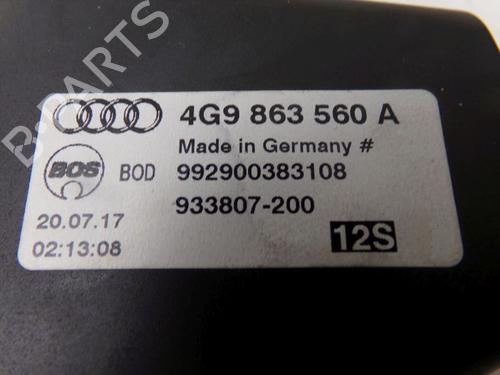 B-PARTS
4G9 863 560 A
Made in Germany #
BOS BOD 992900383108
933807-200
20.07.17
02:13:08
12S